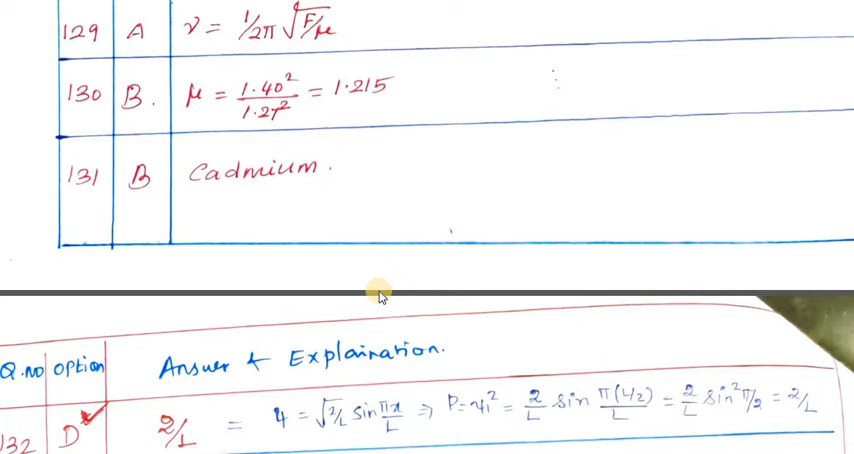 129 A ν = 1/2π √F/μ
130 B. μ = 1.40² / 1.27² = 1.215
131 B Cadmium.
Q.NO Option Answer & Explaination.
132 D 2/L = ψ = √2/L sin πx/L ⇒ P = ψ² = 2/L sin π(L/2)/L = 2/L sin² π/2 = 2/L